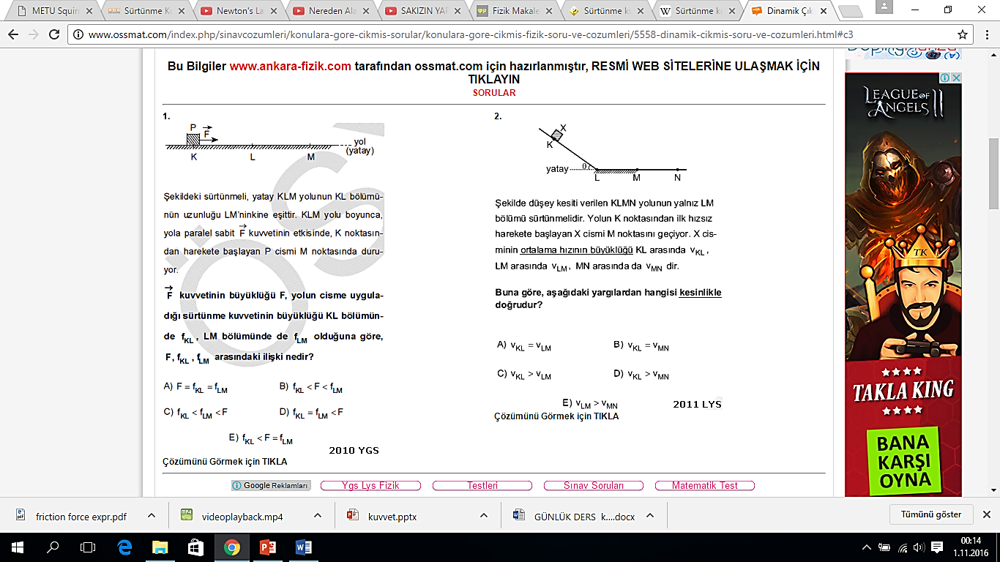 METU Squir
Sürtünme K
Newton's La
Nereden Ala
SAKIZIN YAP
Fizik Makale
Sürtünme ku
Sürtünme ku
Dinamik Çık
www.ossmat.com/index.php/sinavcozumleri/konulara-gore-cikmis-sorular/konulara-gore-cikmis-fizik-soru-ve-cozumleri/5558-dinamik-cikmis-soru-ve-cozumleri.html#c3
Bu Bilgiler www.ankara-fizik.com tarafından ossmat.com için hazırlanmıştır, RESMİ WEB SİTELERİNE ULAŞMAK İÇİN
TIKLAYIN
SORULAR
1.
P F
yol
(yatay)
K L M
Şekildeki sürtünmeli, yatay KLM yolunun KL bölümü-
nün uzunluğu LM'ninkine eşittir. KLM yolu boyunca,
yola paralel sabit F kuvvetinin etkisinde, K noktasın-
dan harekete başlayan P cismi M noktasında duru-
yor.
F kuvvetinin büyüklüğü F, yolun cisme uygula-
dığı sürtünme kuvvetinin büyüklüğü KL bölümün-
de fKL , LM bölümünde de fLM olduğuna göre,
F, fKL , fLM arasındaki ilişki nedir?
A) F = fKL = fLM B) fKL < F < fLM
C) fKL < fLM < F D) fKL = fLM < F
E) fKL < F = fLM
2010 YGS
Çözümünü Görmek için TIKLA
2.
X
K
yatay θ
L M N
Şekilde düşey kesiti verilen KLMN yolunun yalnız LM
bölümü sürtünmelidir. Yolun K noktasından ilk hızsız
harekete başlayan X cismi M noktasını geçiyor. X cis-
minin ortalama hızının büyüklüğü KL arasında vKL ,
LM arasında vLM , MN arasında da vMN dir.
Buna göre, aşağıdaki yargılardan hangisi kesinlikle
doğrudur?
A) vKL = vLM B) vKL = vMN
C) vKL > vLM D) vKL > vMN
E) vLM > vMN 2011 LYS
Çözümünü Görmek için TIKLA
LEAGUE OF
ANGELS II
TK
TAKLA KING
BANA
KARŞI
OYNA
Google Reklamları
Ygs Lys Fizik
Testleri
Sınav Soruları
Matematik Test
friction force expr.pdf
videoplayback.mp4
kuvvet.pptx
GÜNLÜK DERS k....docx
Tümünü göster
00:14
1.11.2016